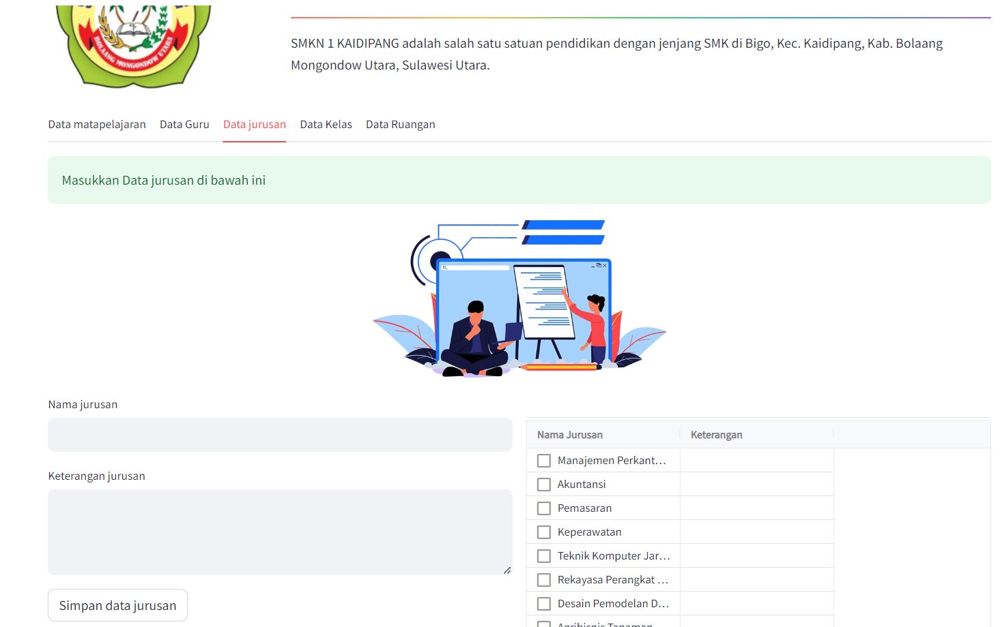 BOLAANG MONGONDOW UTARA
SMKN 1 KAIDIPANG adalah salah satu satuan pendidikan dengan jenjang SMK di Bigo, Kec. Kaidipang, Kab. Bolaang
Mongondow Utara, Sulawesi Utara.
Data matapelajaran Data Guru Data jurusan Data Kelas Data Ruangan
Masukkan Data jurusan di bawah ini
Nama jurusan
Keterangan jurusan
Simpan data jurusan
Nama Jurusan Keterangan
Manajemen Perkant...
Akuntansi
Pemasaran
Keperawatan
Teknik Komputer Jar...
Rekayasa Perangkat ...
Desain Pemodelan D...
Agribisnis Tanaman